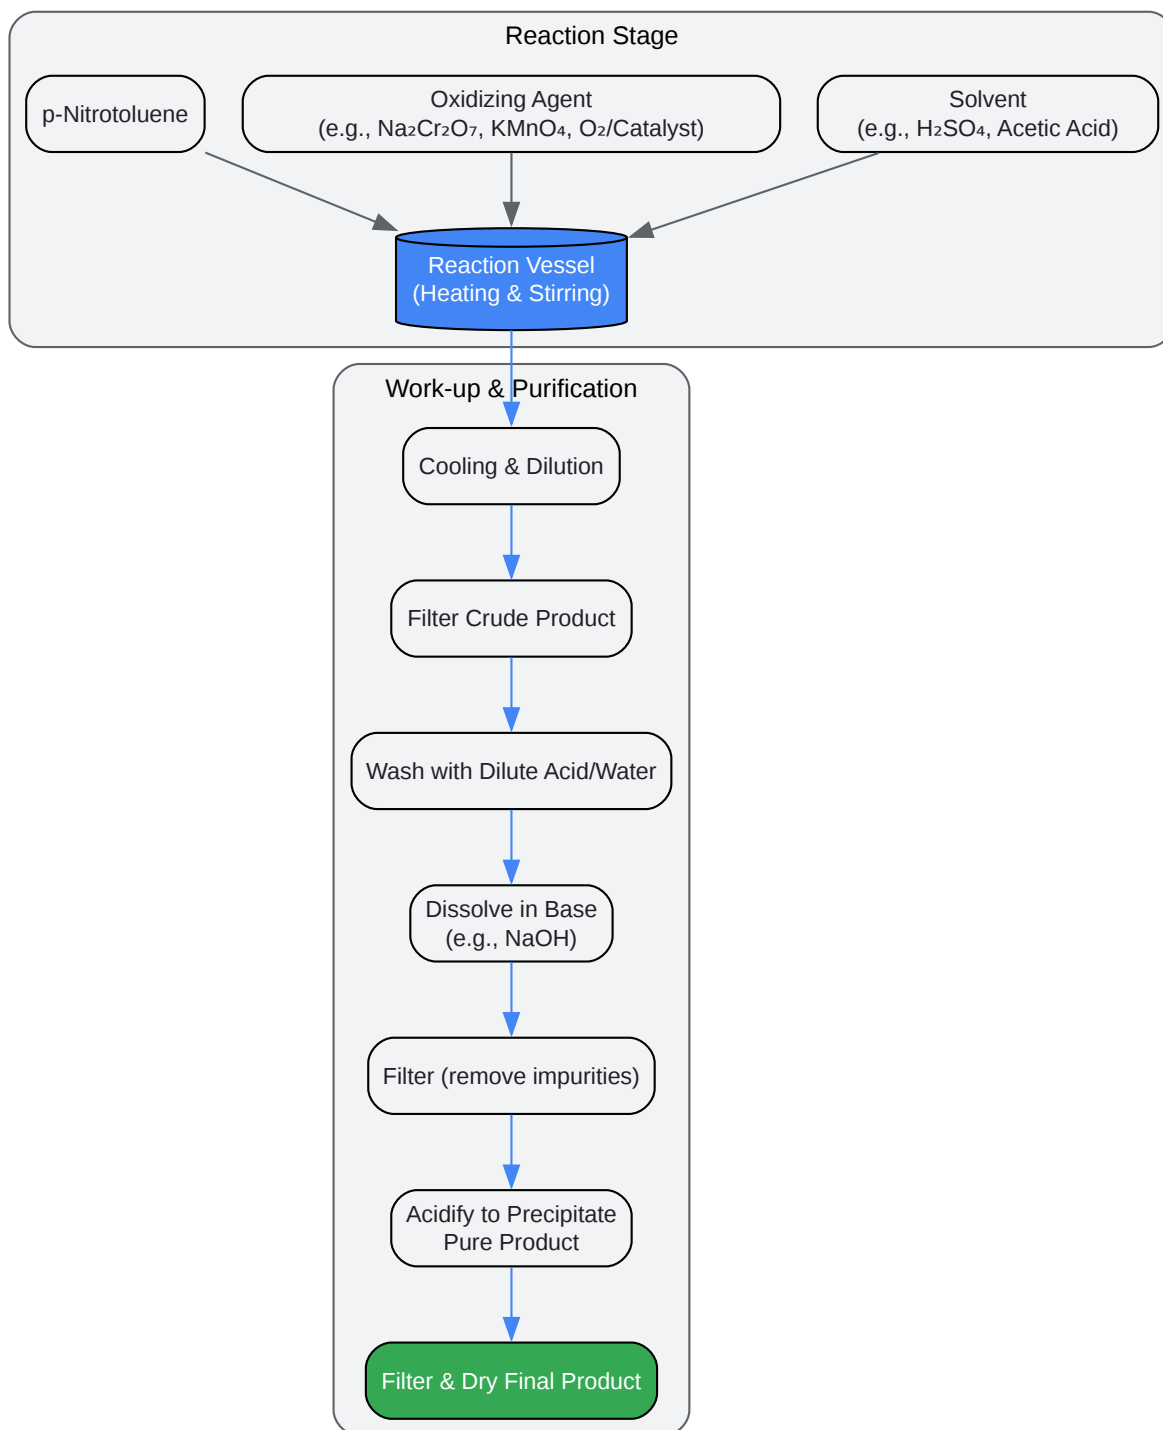 Reaction Stage
p-Nitrotoluene
Oxidizing Agent
(e.g., Na₂Cr₂O₇, KMnO₄, O₂/Catalyst)
Solvent
(e.g., H₂SO₄, Acetic Acid)
Reaction Vessel
(Heating & Stirring)
Work-up & Purification
Cooling & Dilution
Filter Crude Product
Wash with Dilute Acid/Water
Dissolve in Base
(e.g., NaOH)
Filter (remove impurities)
Acidify to Precipitate
Pure Product
Filter & Dry Final Product